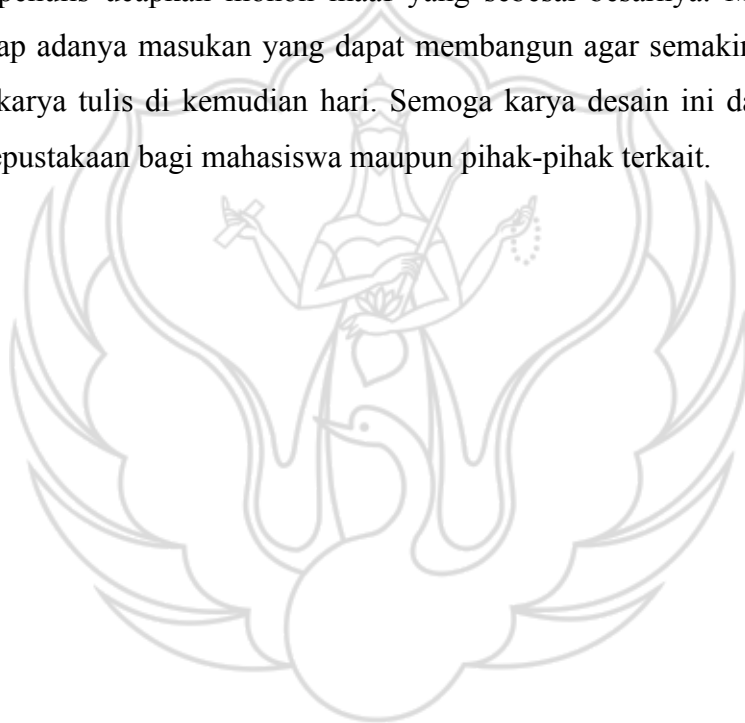 penulis ucapkan mohon maaf yang sebesar-besarnya.
ap adanya masukan yang dapat membangun agar semakin
karya tulis di kemudian hari. Semoga karya desain ini da
epustakaan bagi mahasiswa maupun pihak-pihak terkait.